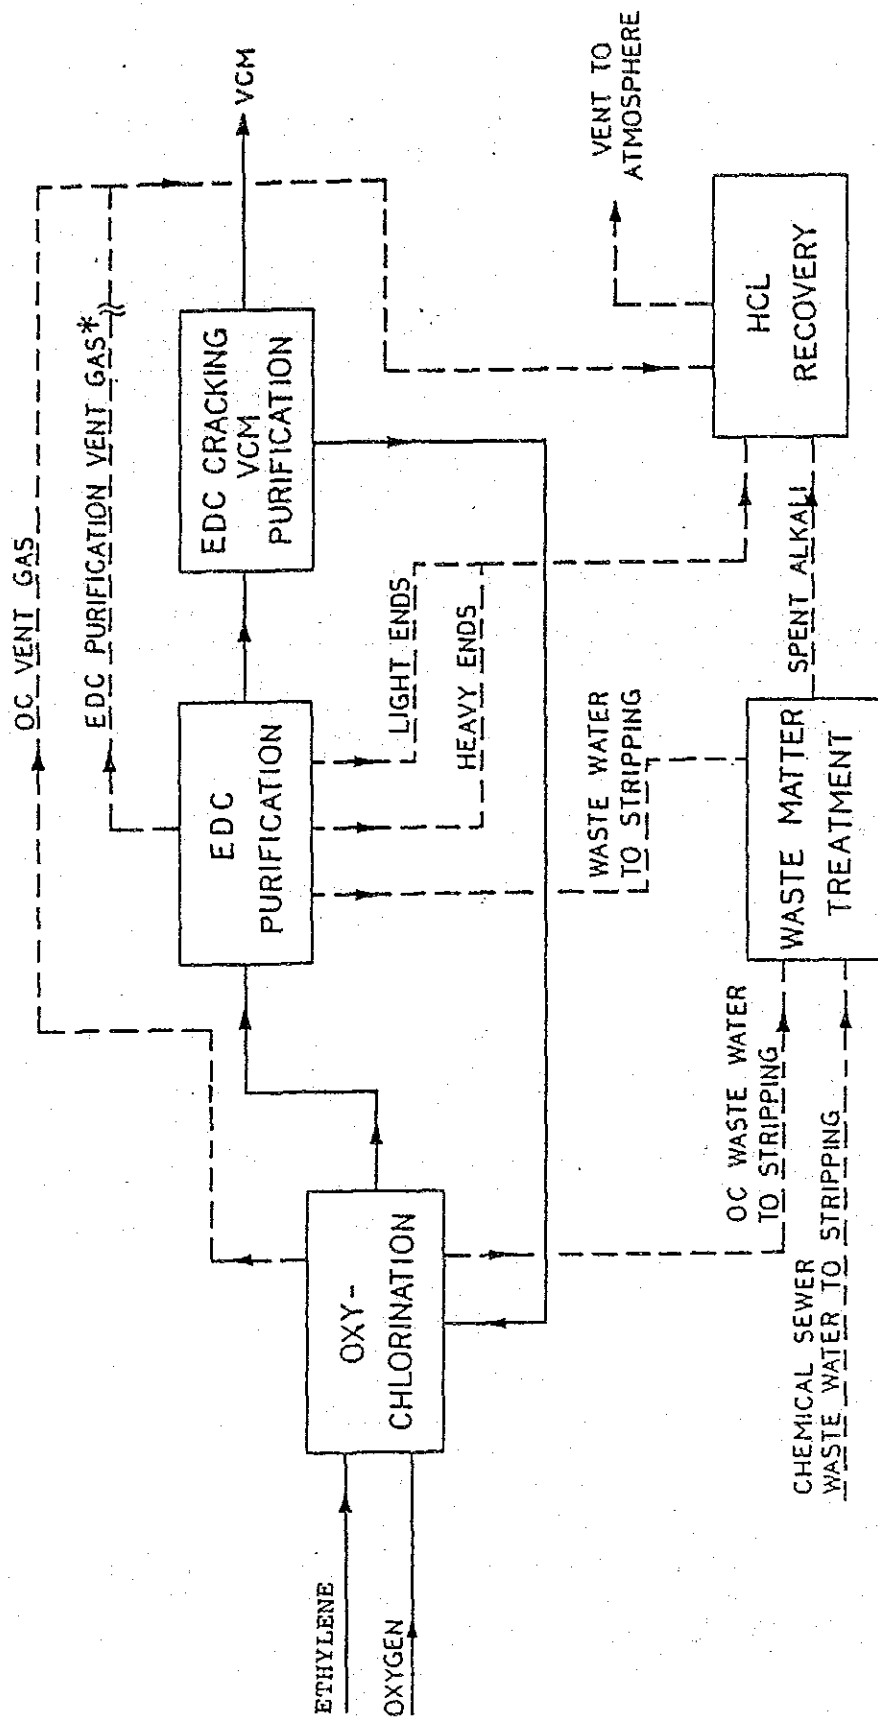 OC VENT GAS
EDC PURIFICATION VENT GAS*
VCM
EDC CRACKING
VCM
PURIFICATION
EDC
PURIFICATION
OXY-
CHLORINATION
ETHYLENE
OXYGEN
LIGHT ENDS
HEAVY ENDS
VENT TO
ATMOSPHERE
WASTE WATER
TO STRIPPING
HCL
RECOVERY
OC WASTE WATER
TO STRIPPING
WASTE MATTER
TREATMENT
SPENT ALKALI
CHEMICAL SEWER
WASTE WATER TO STRIPPING